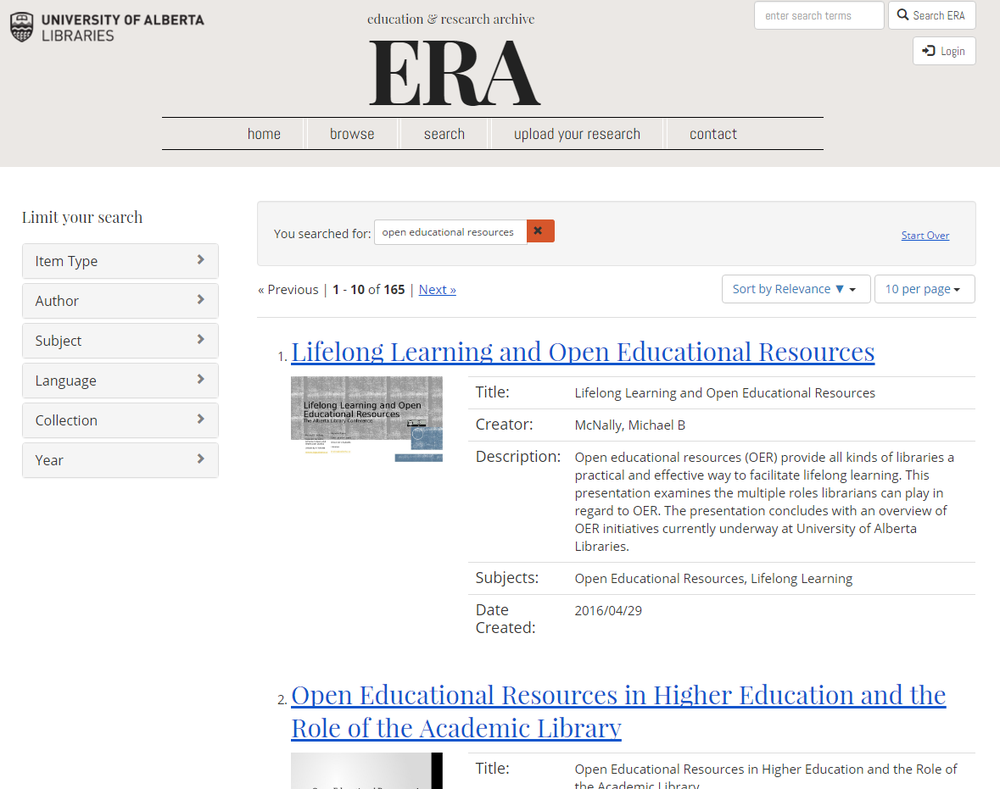 UNIVERSITY OF ALBERTA
LIBRARIES
education & research archive
ERA
enter search terms
Search ERA
Login
home
browse
search
upload your research
contact
Limit your search
Item Type
Author
Subject
Language
Collection
Year
You searched for: open educational resources ✖
Start Over
« Previous | 1 - 10 of 165 | Next »
Sort by Relevance ▼
10 per page
1. Lifelong Learning and Open Educational Resources
Lifelong Learning and Open
Educational Resources
The Alberta Library Conference
Title: Lifelong Learning and Open Educational Resources
Creator: McNally, Michael B
Description: Open educational resources (OER) provide all kinds of libraries a
practical and effective way to facilitate lifelong learning. This
presentation examines the multiple roles librarians can play in
regard to OER. The presentation concludes with an overview of
OER initiatives currently underway at University of Alberta
Libraries.
Subjects: Open Educational Resources, Lifelong Learning
Date 2016/04/29
Created:
2. Open Educational Resources in Higher Education and the
Role of the Academic Library
Title: Open Educational Resources in Higher Education and the Role of
the Academic Library